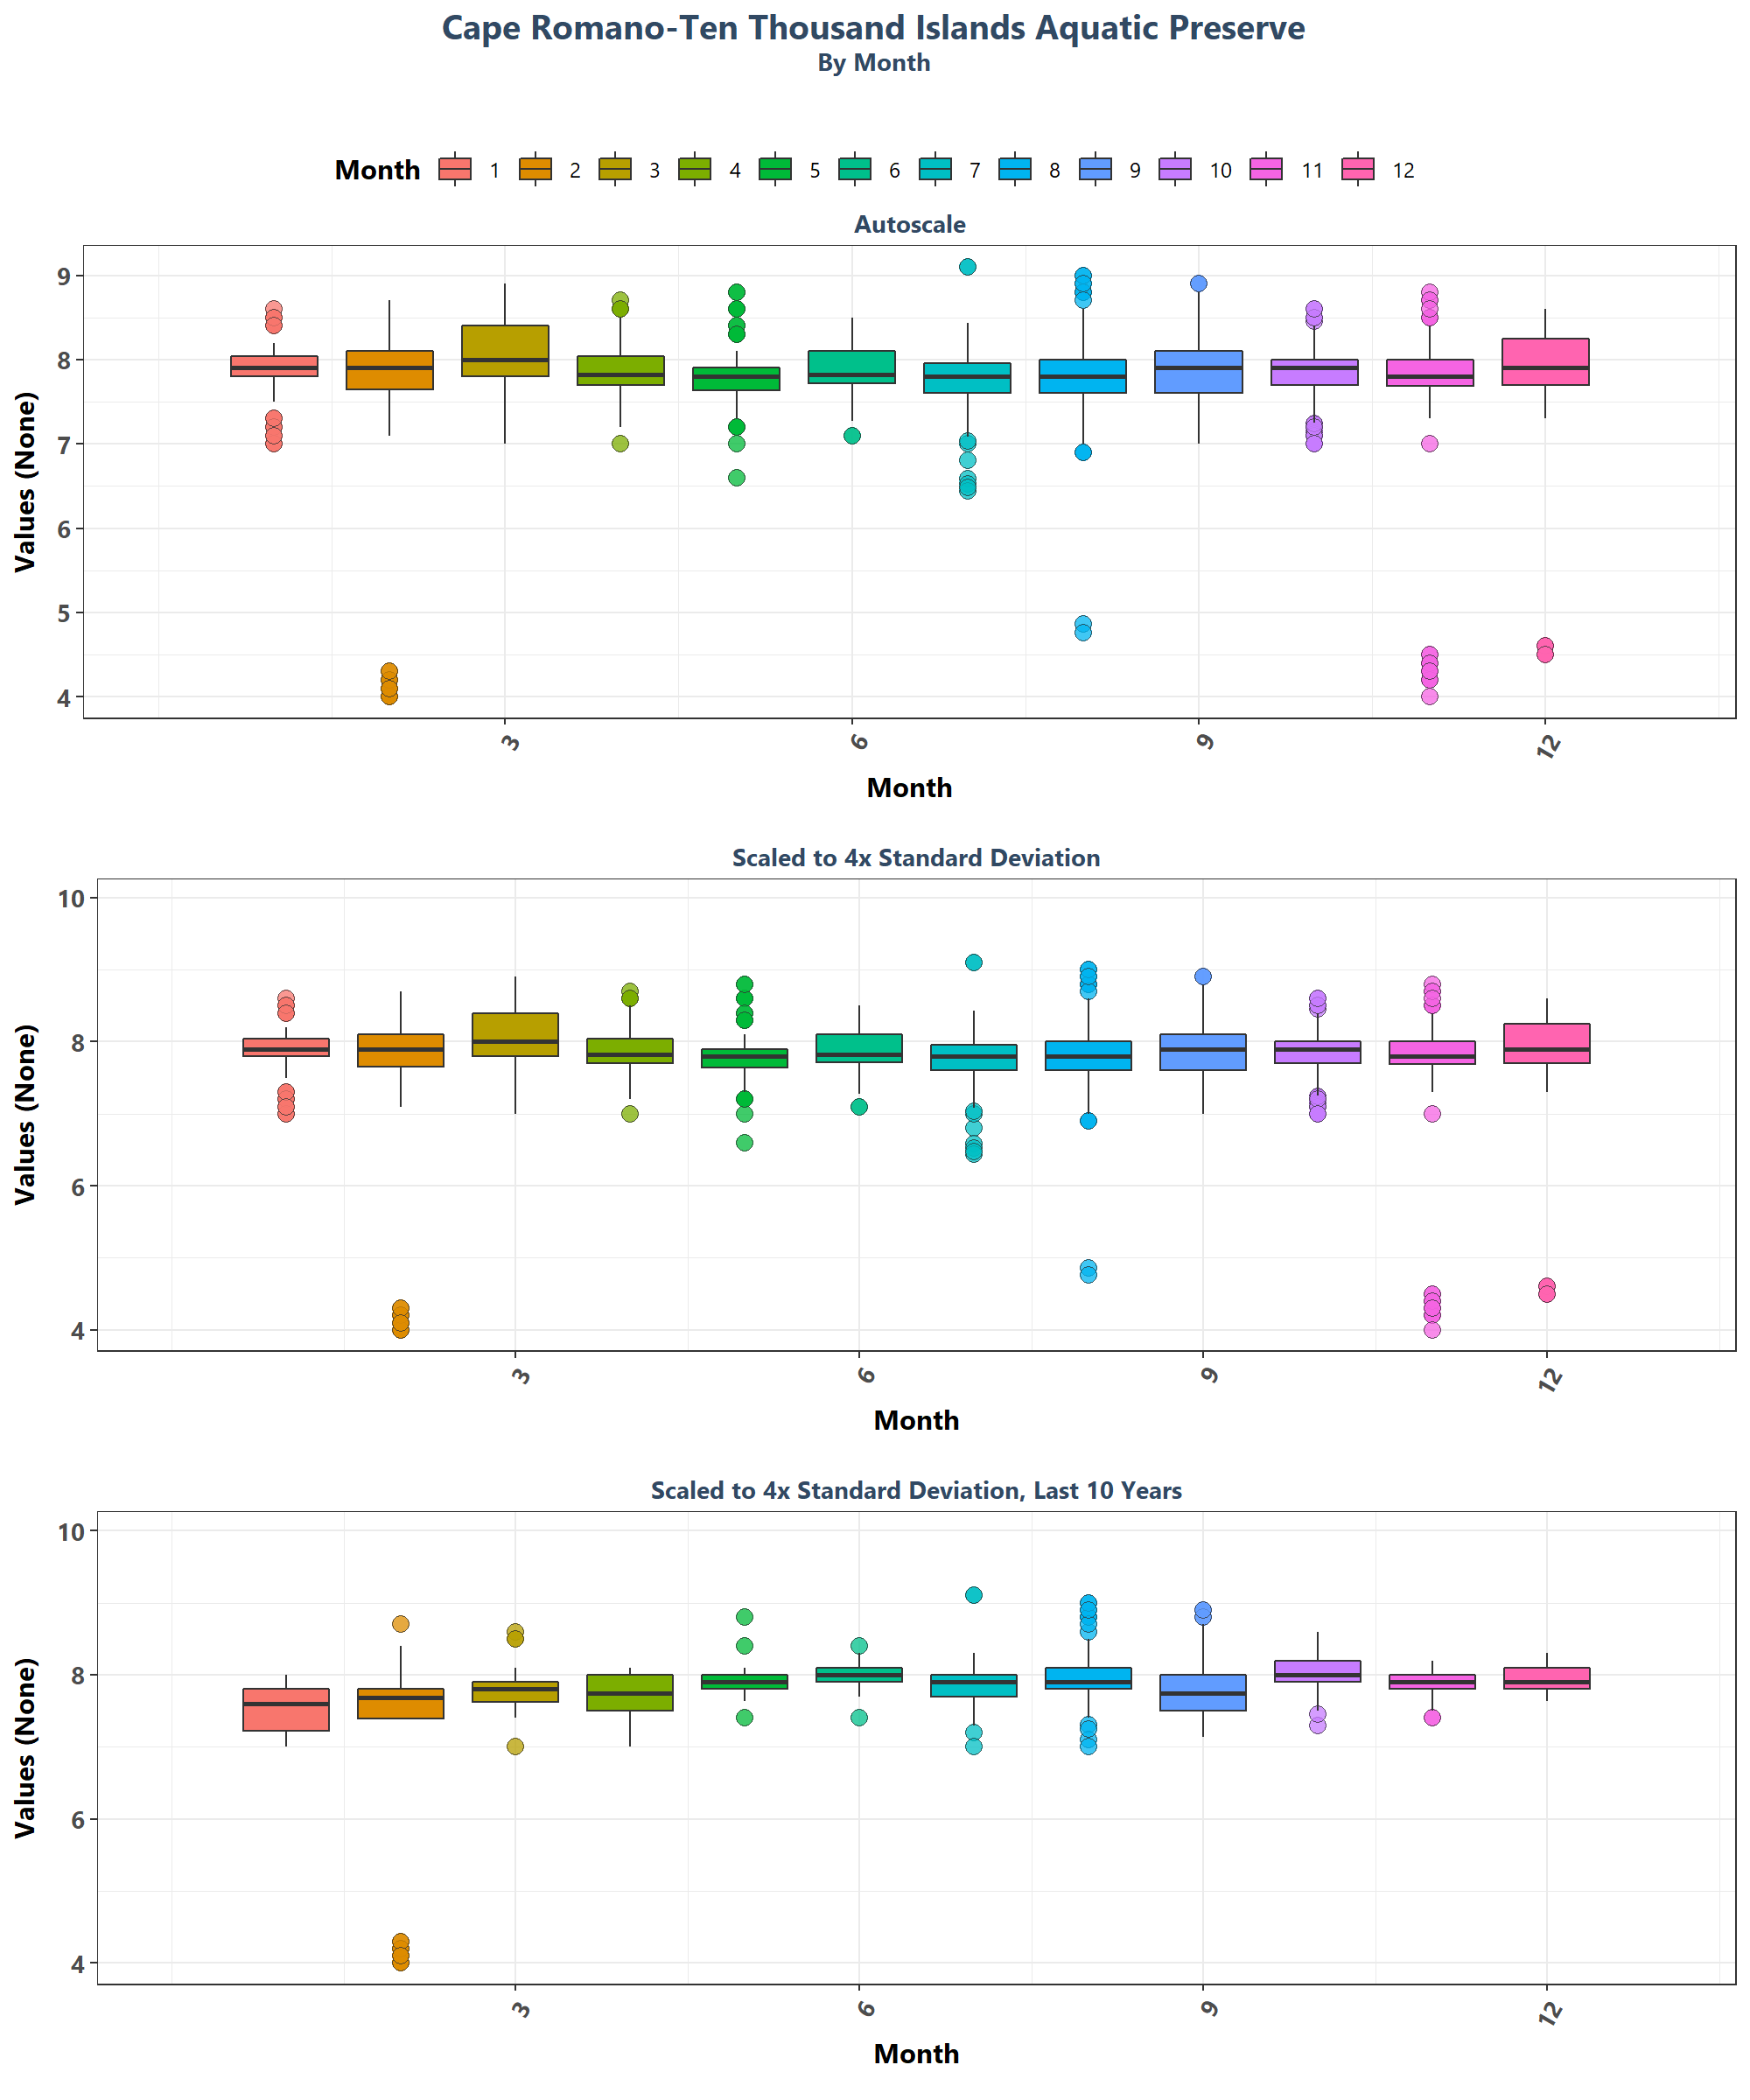 Cape Romano-Ten Thousand Islands Aquatic Preserve
By Month
Month 1 2 3 4 5 6 7 8 9 10 11 12
Autoscale
Values (None)
9
8
7
6
5
4
3 6 9 12
Month
Scaled to 4x Standard Deviation
Values (None)
10
8
6
4
3 6 9 12
Month
Scaled to 4x Standard Deviation, Last 10 Years
Values (None)
10
8
6
4
3 6 9 12
Month